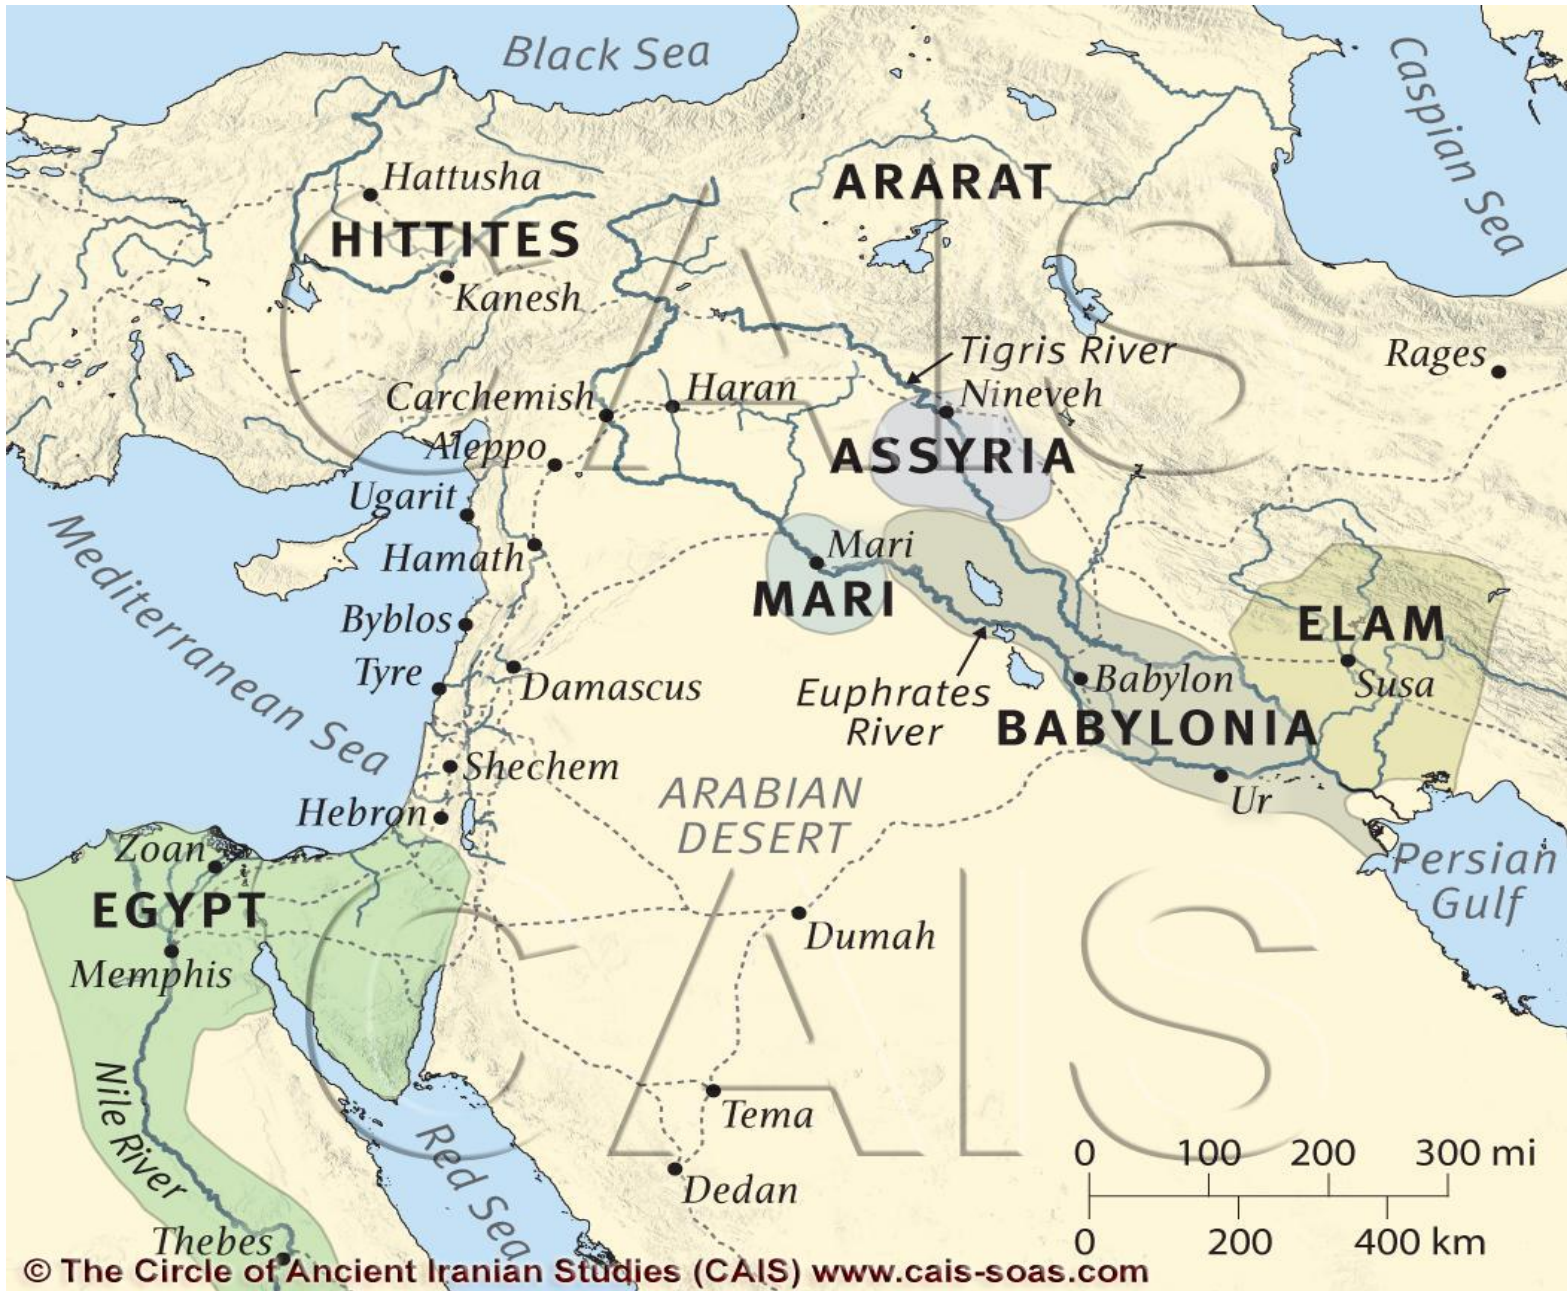 Black Sea
Caspian Sea
Hattusha
ARARAT
HITTITES
Kanesh
Tigris River
Rages
Carchemish
Haran
Nineveh
Aleppo
ASSYRIA
Ugarit
Mediterranean Sea
Hamath
Mari
MARI
Byblos
ELAM
Tyre
Damascus
Euphrates
River
Babylon
Susa
BABYLONIA
Shechem
ARABIAN
DESERT
Hebron
Ur
Zoan
Persian
Gulf
EGYPT
Dumah
Memphis
Nile River
Tema
Red Sea
Dedan
0 100 200 300 mi
0 200 400 km
Thebes
CAIS
CAIS
© The Circle of Ancient Iranian Studies (CAIS) www.cais-soas.com